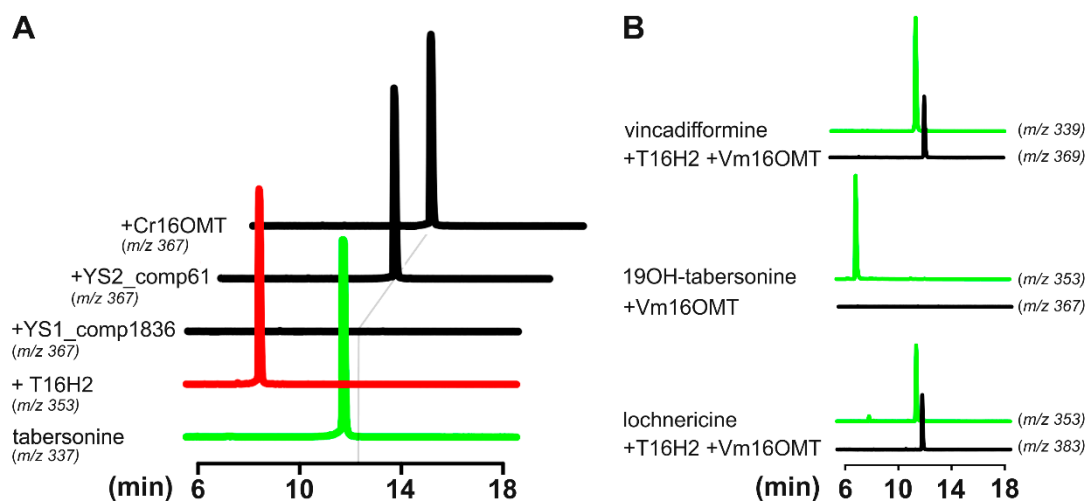 A
+Cr16OMT
(m/z 367)
+YS2_comp61
(m/z 367)
+YS1_comp1836
(m/z 367)
+ T16H2
(m/z 353)
tabersonine
(m/z 337)
(min) 6 10 14 18
B
vincadifformine (m/z 339)
+T16H2 +Vm16OMT (m/z 369)
19OH-tabersonine (m/z 353)
+Vm16OMT (m/z 367)
lochnericine (m/z 353)
+T16H2 +Vm16OMT (m/z 383)
(min) 6 10 14 18